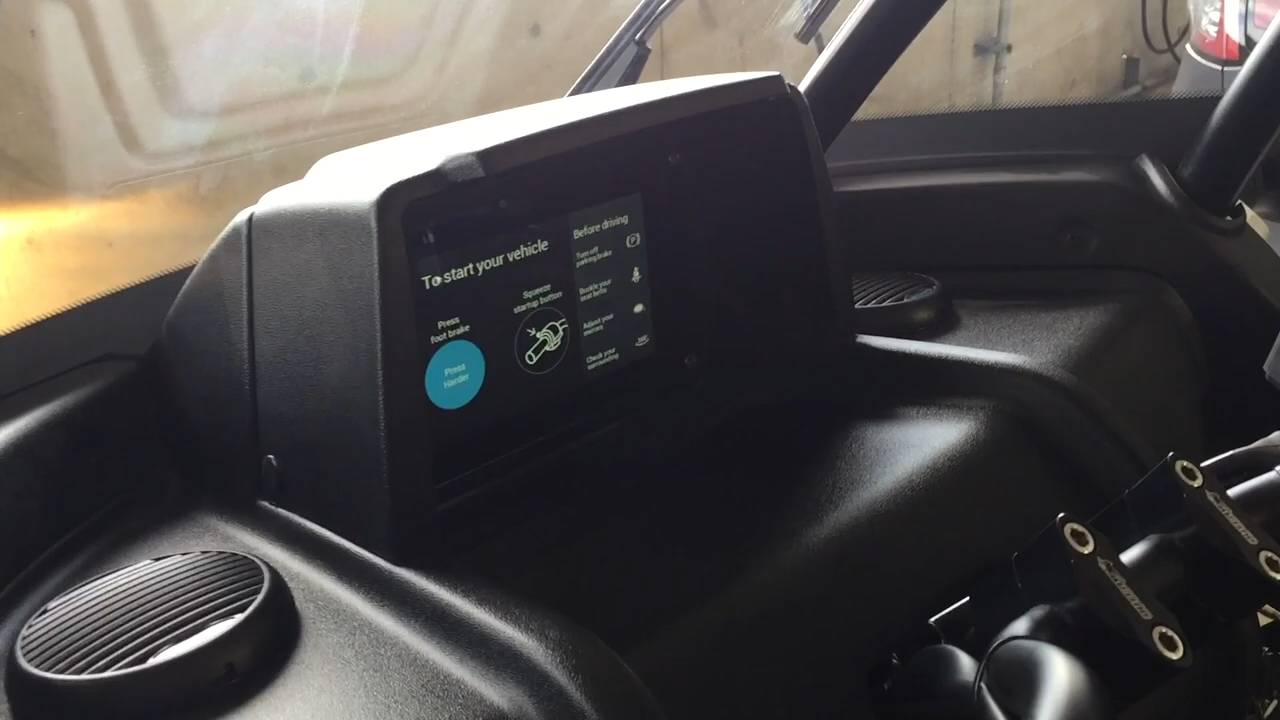 To start your vehicle
Press
foot brake
Press
Harder
Squeeze
startup button
Before driving
Turn off
parking brake
Buckle your
seat belts
Adjust your
mirrors
Check your
surrounding